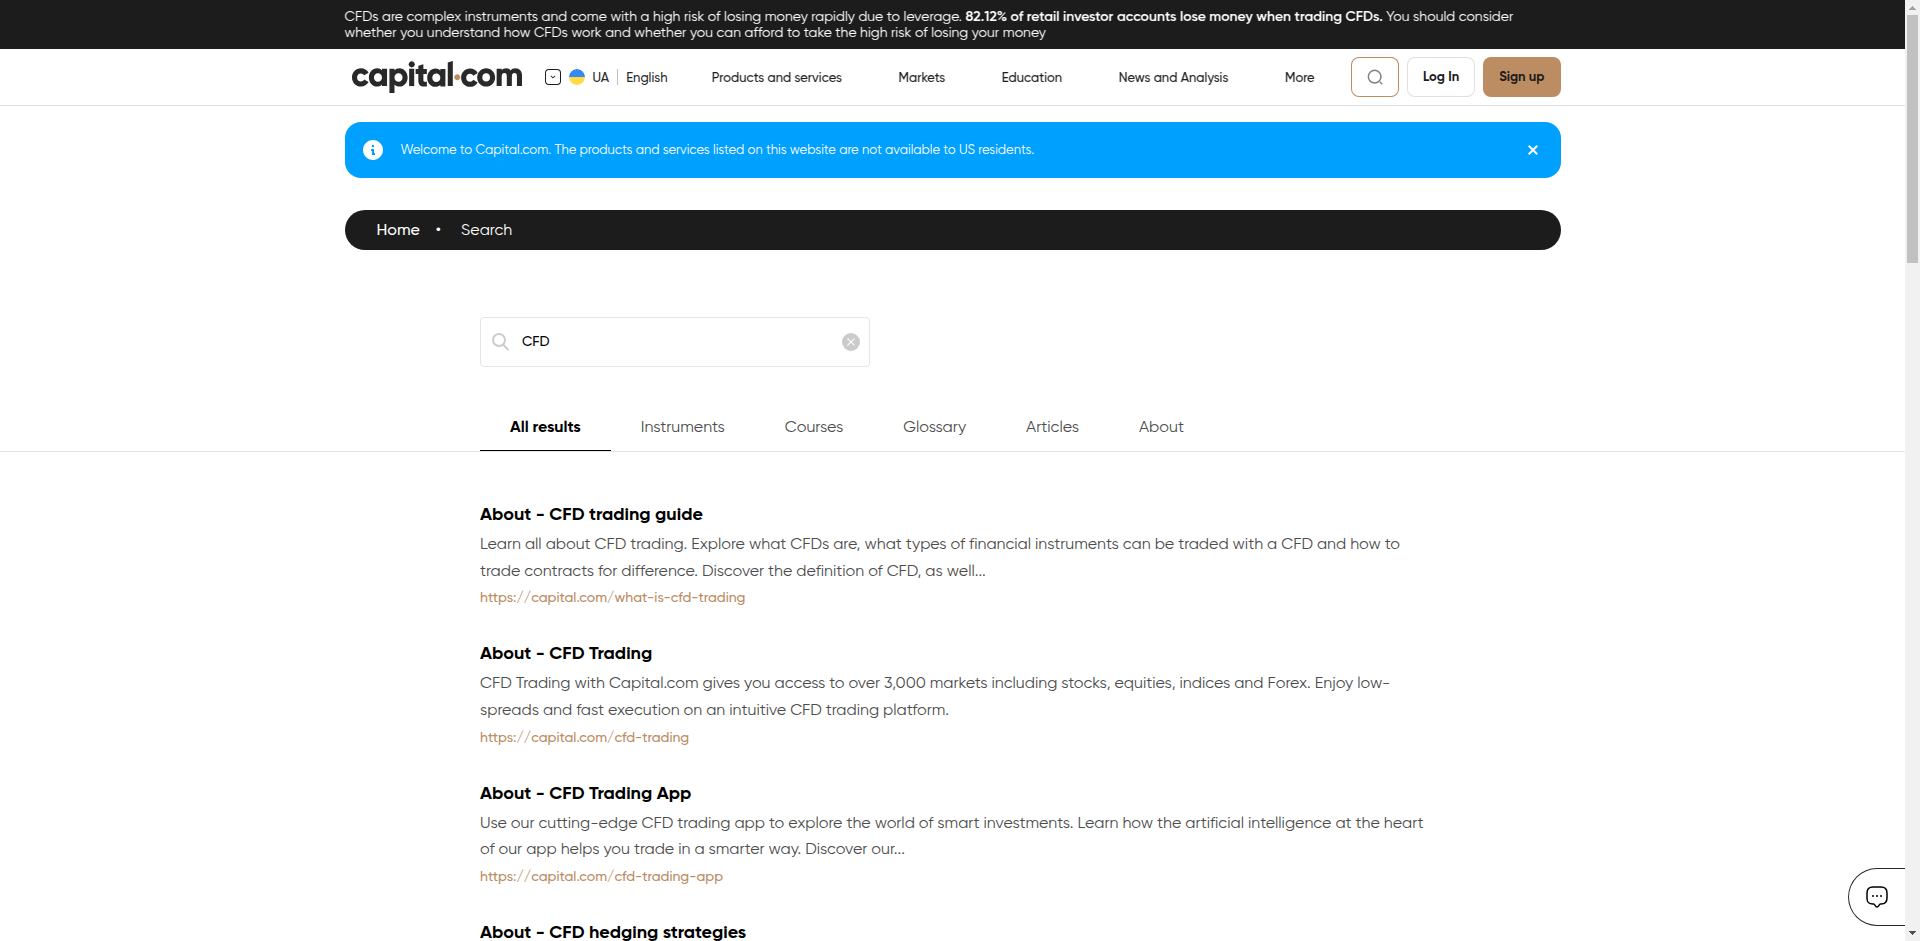 CFDs are complex instruments and come with a high risk of losing money rapidly due to leverage. 82.12% of retail investor accounts lose money when trading CFDs. You should consider
whether you understand how CFDs work and whether you can afford to take the high risk of losing your money
capital.com
UA
English
Products and services
Markets
Education
News and Analysis
More
Log In
Sign up
Welcome to Capital.com. The products and services listed on this website are not available to US residents.
Home • Search
CFD
All results
Instruments
Courses
Glossary
Articles
About
About - CFD trading guide
Learn all about CFD trading. Explore what CFDs are, what types of financial instruments can be traded with a CFD and how to
trade contracts for difference. Discover the definition of CFD, as well...
https://capital.com/what-is-cfd-trading
About - CFD Trading
CFD Trading with Capital.com gives you access to over 3,000 markets including stocks, equities, indices and Forex. Enjoy low-
spreads and fast execution on an intuitive CFD trading platform.
https://capital.com/cfd-trading
About - CFD Trading App
Use our cutting-edge CFD trading app to explore the world of smart investments. Learn how the artificial intelligence at the heart
of our app helps you trade in a smarter way. Discover our...
https://capital.com/cfd-trading-app
About - CFD hedging strategies